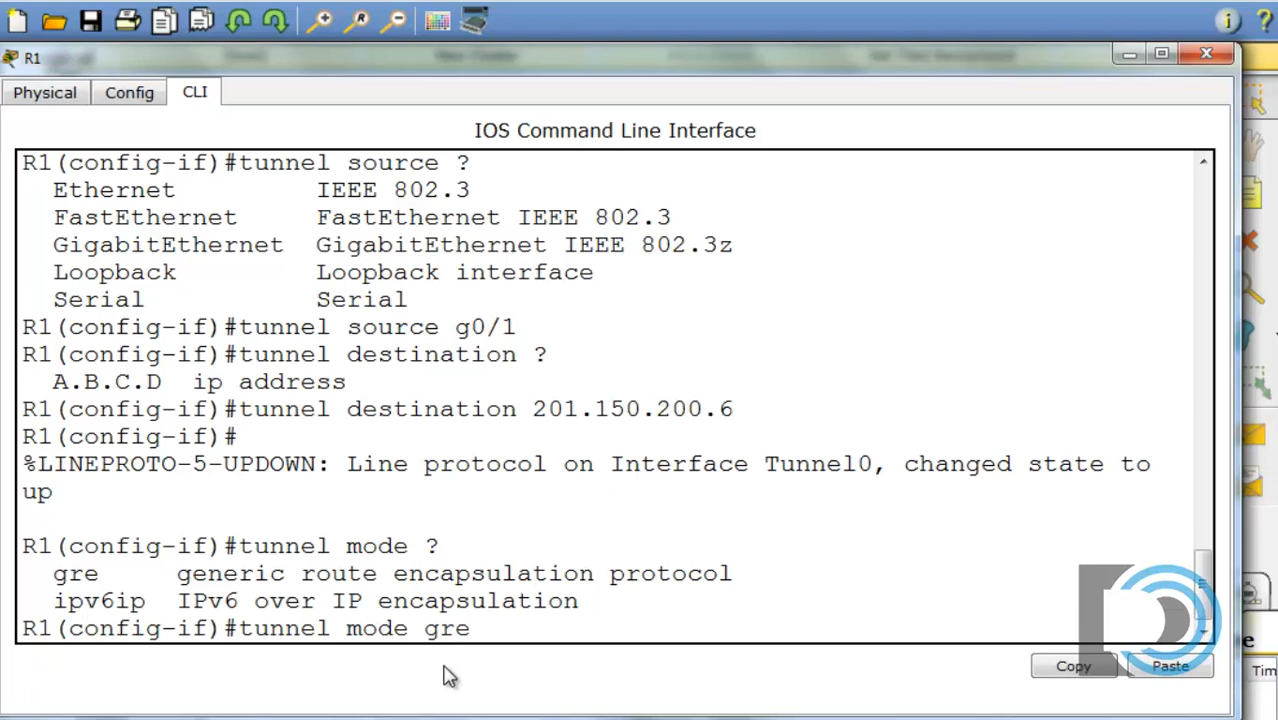 R1
Physical
Config
CLI
IOS Command Line Interface
R1(config-if)#tunnel source ?
Ethernet IEEE 802.3
FastEthernet FastEthernet IEEE 802.3
GigabitEthernet GigabitEthernet IEEE 802.3z
Loopback Loopback interface
Serial Serial
R1(config-if)#tunnel source g0/1
R1(config-if)#tunnel destination ?
A.B.C.D ip address
R1(config-if)#tunnel destination 201.150.200.6
R1(config-if)#
%LINEPROTO-5-UPDOWN: Line protocol on Interface Tunnel0, changed state to
up
R1(config-if)#tunnel mode ?
gre generic route encapsulation protocol
ipv6ip IPv6 over IP encapsulation
R1(config-if)#tunnel mode gre
Copy
Paste